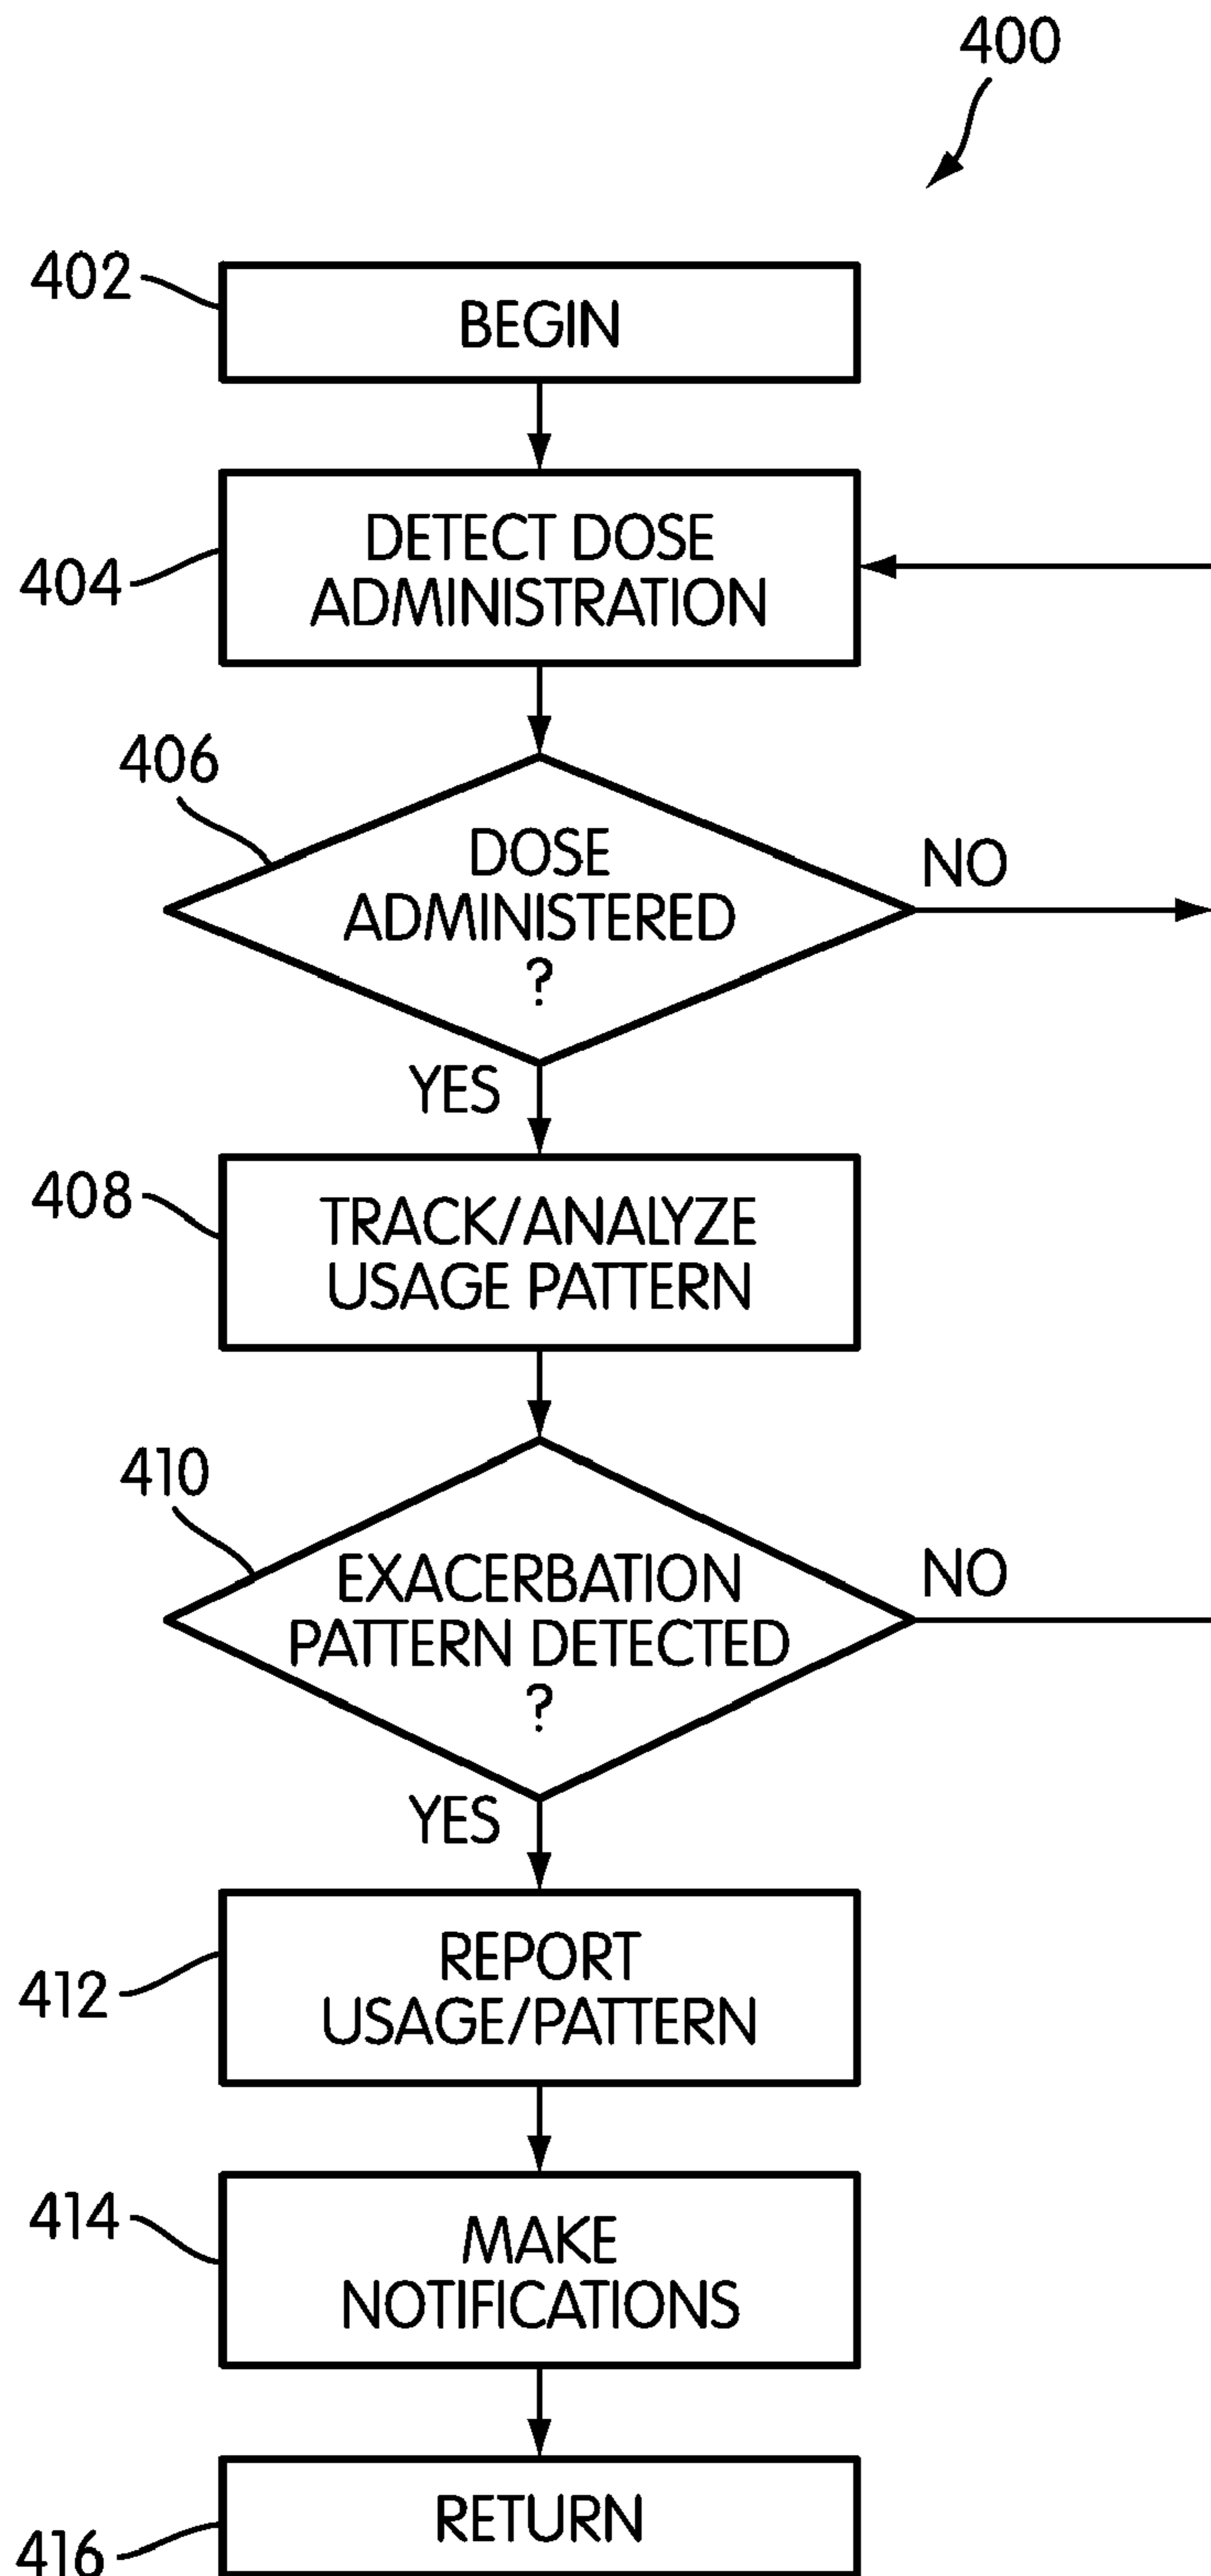 400
402
BEGIN
404
DETECT DOSE
ADMINISTRATION
406
DOSE
ADMINISTERED
?
NO
YES
408
TRACK/ANALYZE
USAGE PATTERN
410
EXACERBATION
PATTERN DETECTED
?
NO
YES
412
REPORT
USAGE/PATTERN
414
MAKE
NOTIFICATIONS
416
RETURN